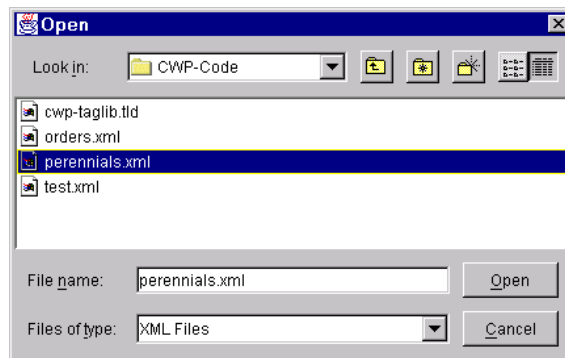 Open
Look in: CWP-Code
cwp-taglib.tld
orders.xml
perennials.xml
test.xml
File name: perennials.xml Open
Files of type: XML Files Cancel